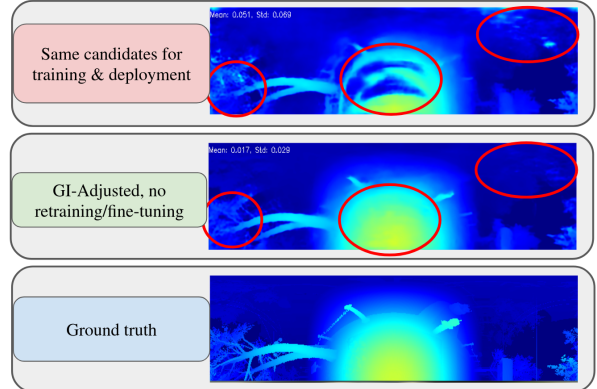 Mean: 0.051, Std: 0.069
Same candidates for
training & deployment
Mean: 0.017, Std: 0.029
GI-Adjusted, no
retraining/fine-tuning
Ground truth